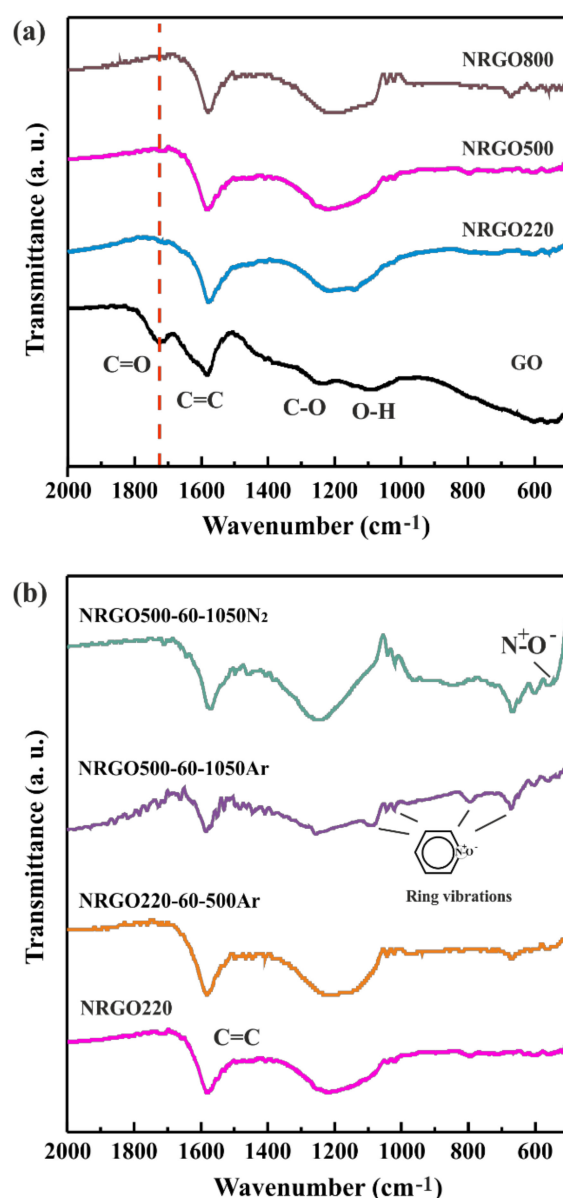 (a)
NRGO800
NRGO500
NRGO220
GO
C=O
C=C
C-O
O-H
Transmittance (a. u.)
2000 1800 1600 1400 1200 1000 800 600
Wavenumber (cm-1)
(b)
NRGO500-60-1050N2
N+-O-
NRGO500-60-1050Ar
N+-O-
Ring vibrations
NRGO220-60-500Ar
NRGO220
C=C
Transmittance (a. u.)
2000 1800 1600 1400 1200 1000 800 600
Wavenumber (cm-1)